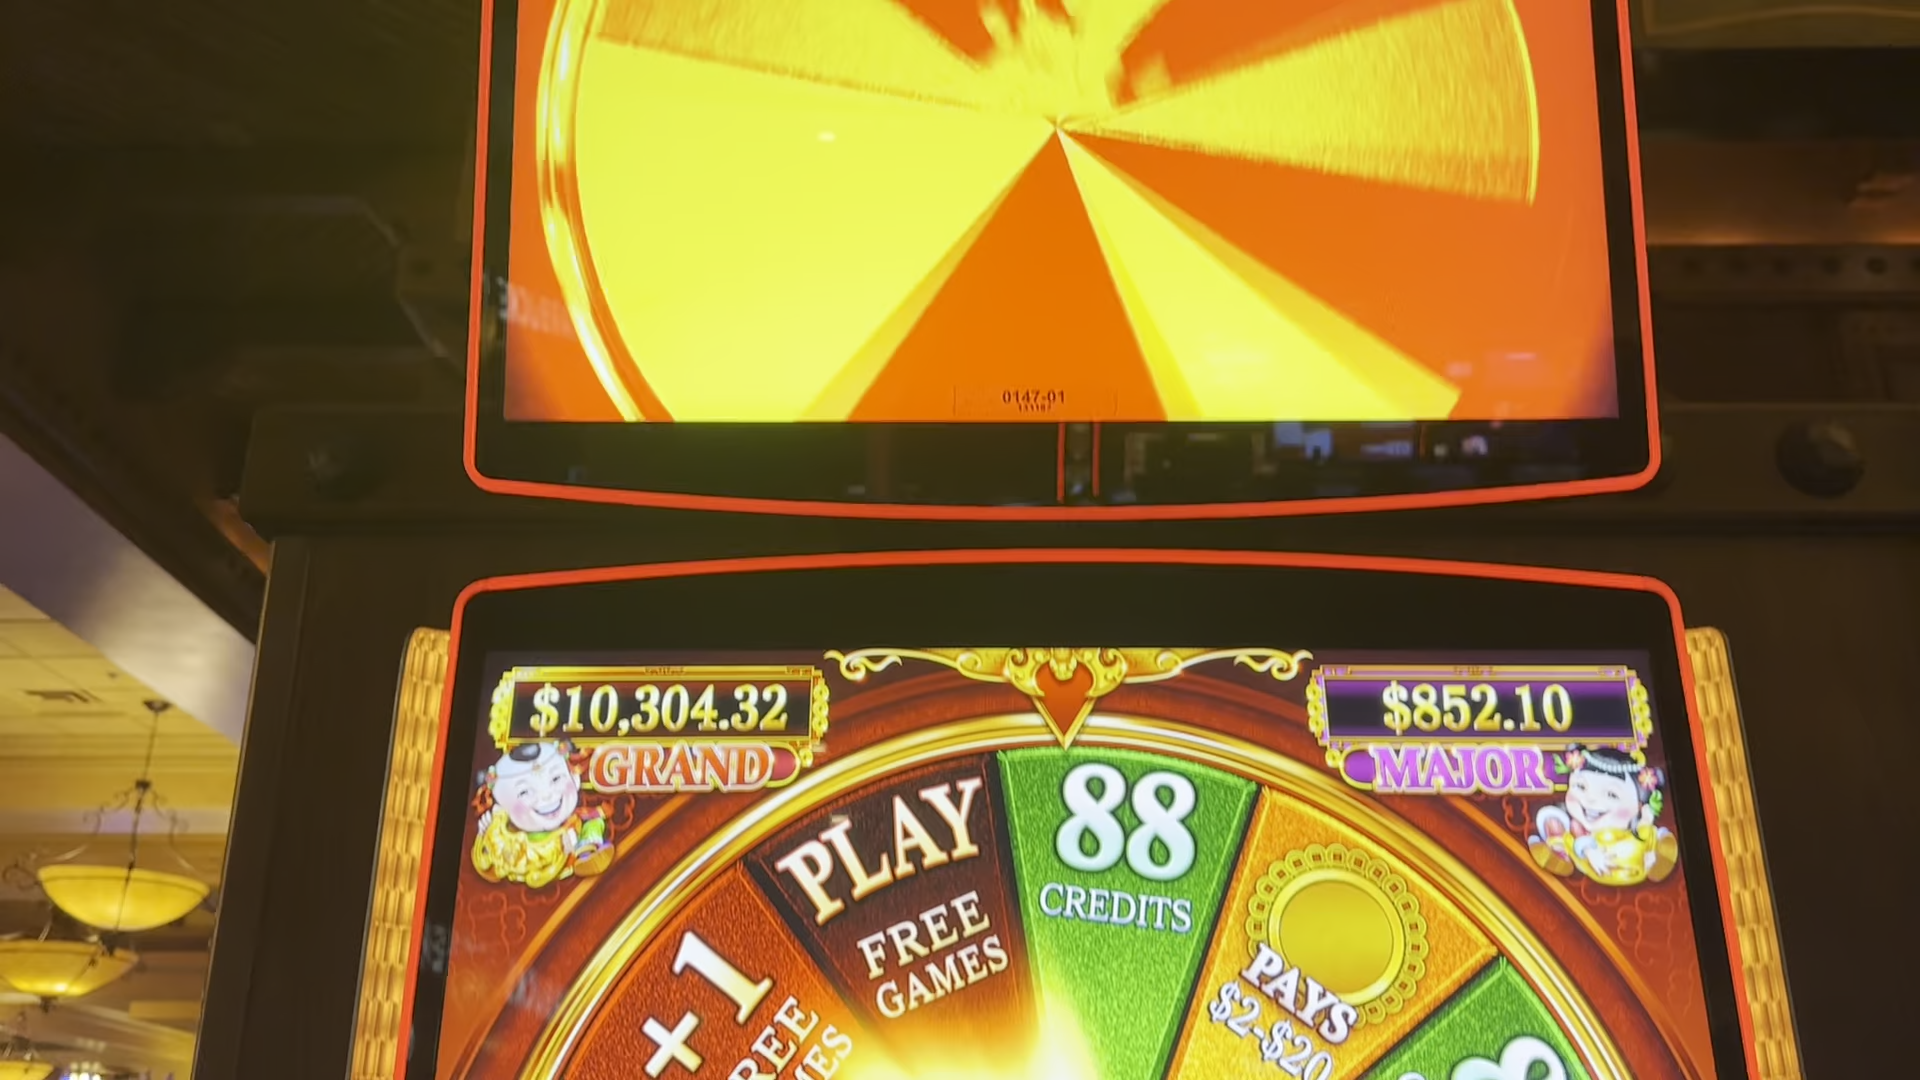 0147-01
$10,304.32
GRAND
$852.10
MAJOR
+1
PLAY
FREE
GAMES
88
CREDITS
PAYS
$2-$20